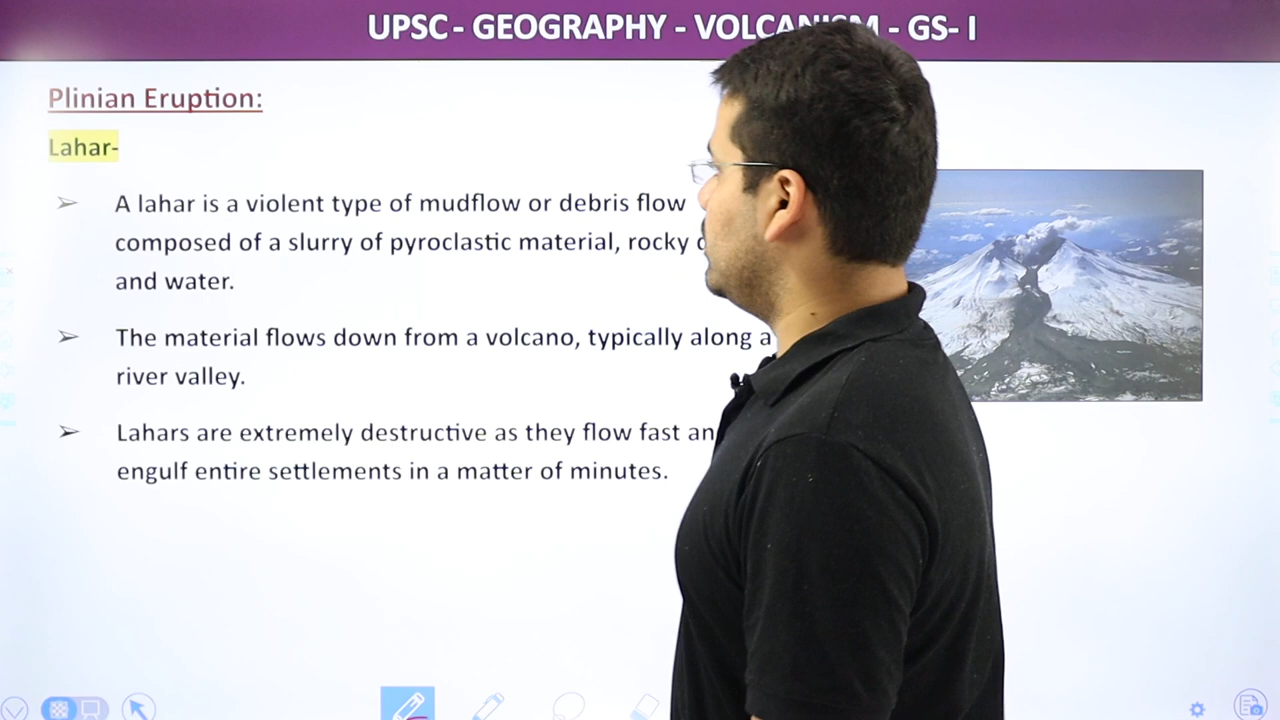 UPSC - GEOGRAPHY - VOLCANISM - GS- I
Plinian Eruption:
Lahar-
➢ A lahar is a violent type of mudflow or debris flow
composed of a slurry of pyroclastic material, rocky
and water.
➢ The material flows down from a volcano, typically along a
river valley.
➢ Lahars are extremely destructive as they flow fast
engulf entire settlements in a matter of minutes.